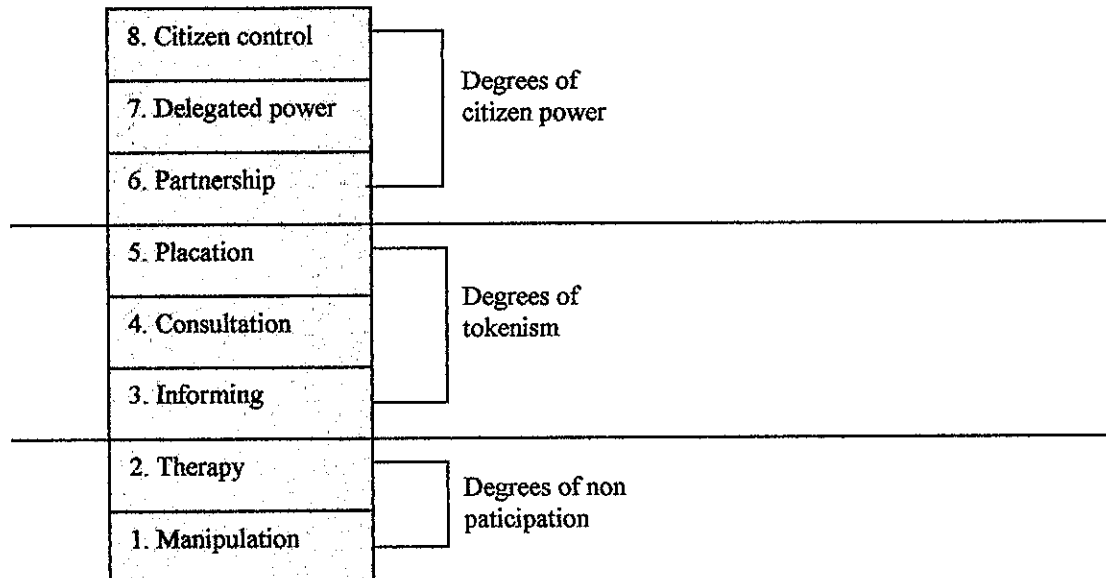 8. Citizen control
7. Delegated power
6. Partnership
Degrees of
citizen power
5. Placation
4. Consultation
3. Informing
Degrees of
tokenism
2. Therapy
1. Manipulation
Degrees of non
paticipation